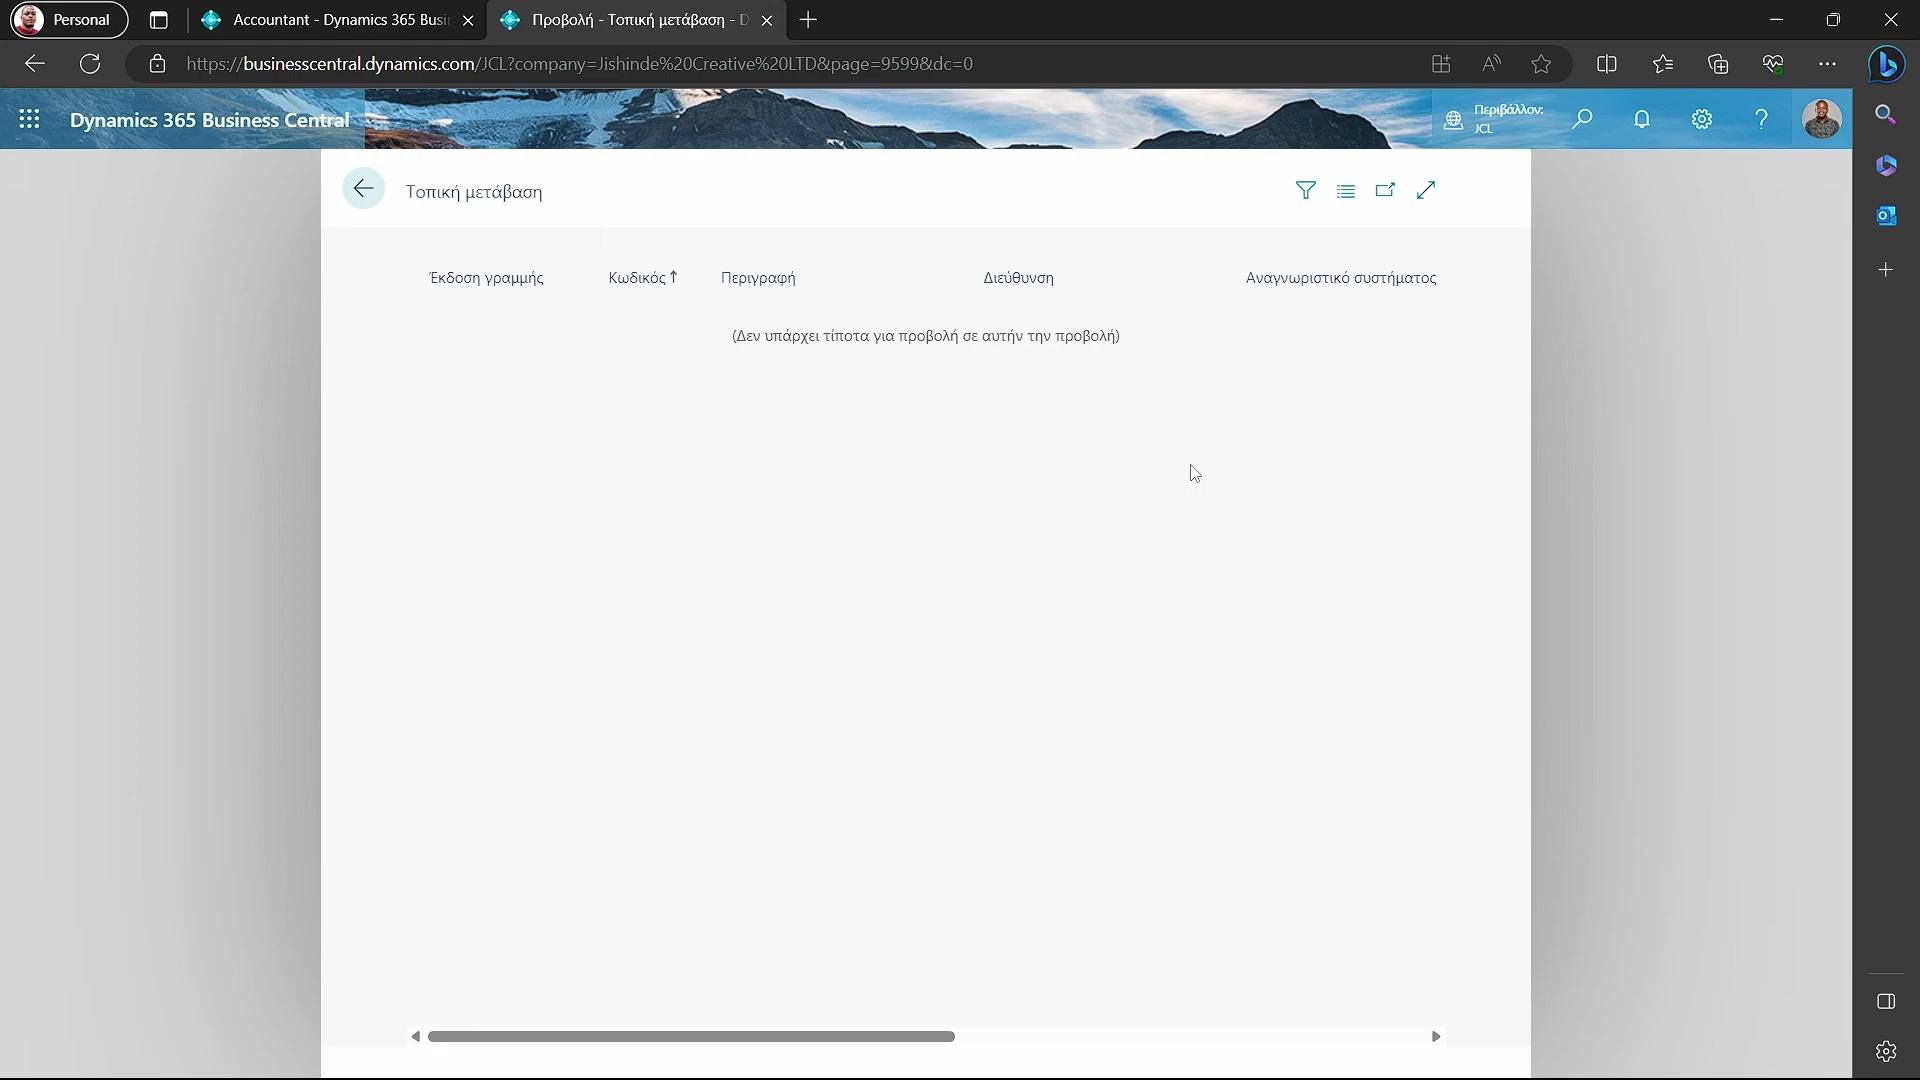 Personal
Accountant - Dynamics 365 Busi
Προβολή - Τοπική μετάβαση - D
https://businesscentral.dynamics.com/JCL?company=Jishinde%20Creative%20LTD&page=9599&dc=0
Dynamics 365 Business Central
Περιβάλλον:
JCL
Τοπική μετάβαση
Έκδοση γραμμής Κωδικός↑ Περιγραφή Διεύθυνση Αναγνωριστικό συστήματος
(Δεν υπάρχει τίποτα για προβολή σε αυτήν την προβολή)